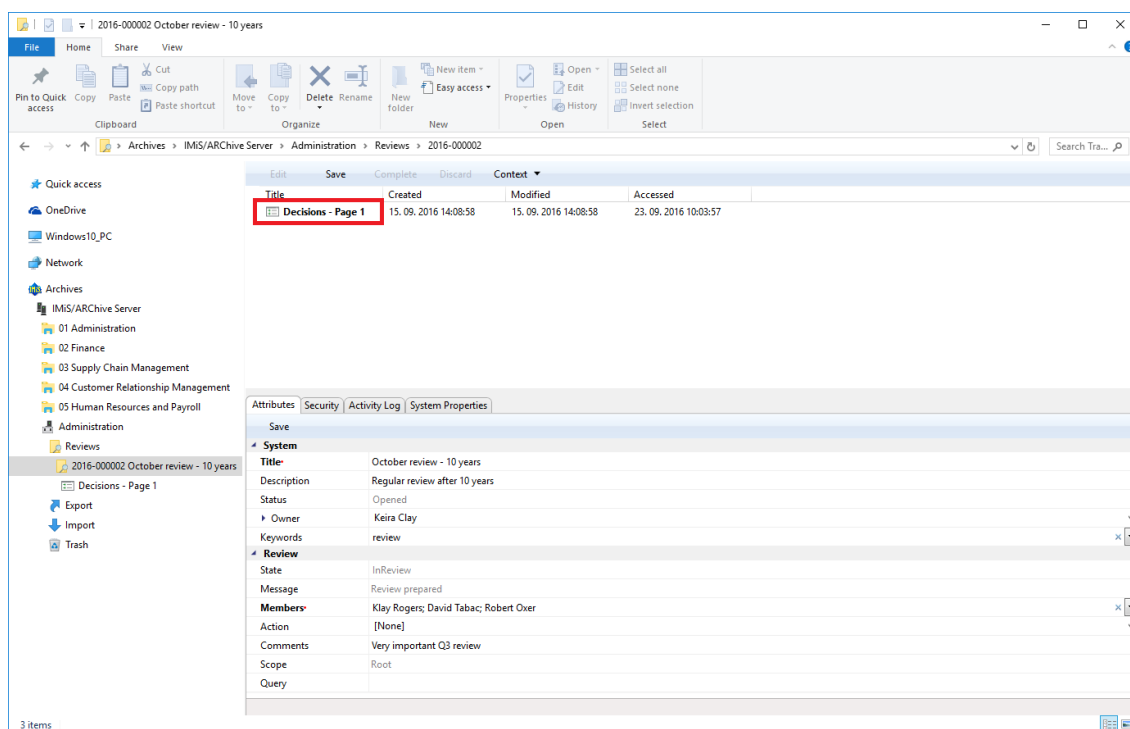 2016-000002 October review - 10 years
File Home Share View
Pin to Quick access
Copy
Paste
Cut
Copy path
Paste shortcut
Clipboard
Move to
Copy to
Delete
Rename
Organize
New folder
New item
Easy access
New
Properties
Open
Edit
History
Open
Select all
Select none
Invert selection
Select
Archives > IMiS/ARChive Server > Administration > Reviews > 2016-000002
Search Tra...
Quick access
OneDrive
Windows10_PC
Network
Archives
IMiS/ARChive Server
01 Administration
02 Finance
03 Supply Chain Management
04 Customer Relationship Management
05 Human Resources and Payroll
Administration
Reviews
2016-000002 October review - 10 years
Decisions - Page 1
Export
Import
Trash
Edit Save Complete Discard Context
Title Created Modified Accessed
Decisions - Page 1 15. 09. 2016 14:08:58 15. 09. 2016 14:08:58 23. 09. 2016 10:03:57
Attributes Security Activity Log System Properties
Save
System
Title* October review - 10 years
Description Regular review after 10 years
Status Opened
Owner Keira Clay
Keywords review
Review
State InReview
Message Review prepared
Members* Klay Rogers; David Tabac; Robert Oxer
Action [None]
Comments Very important Q3 review
Scope Root
Query
3 items